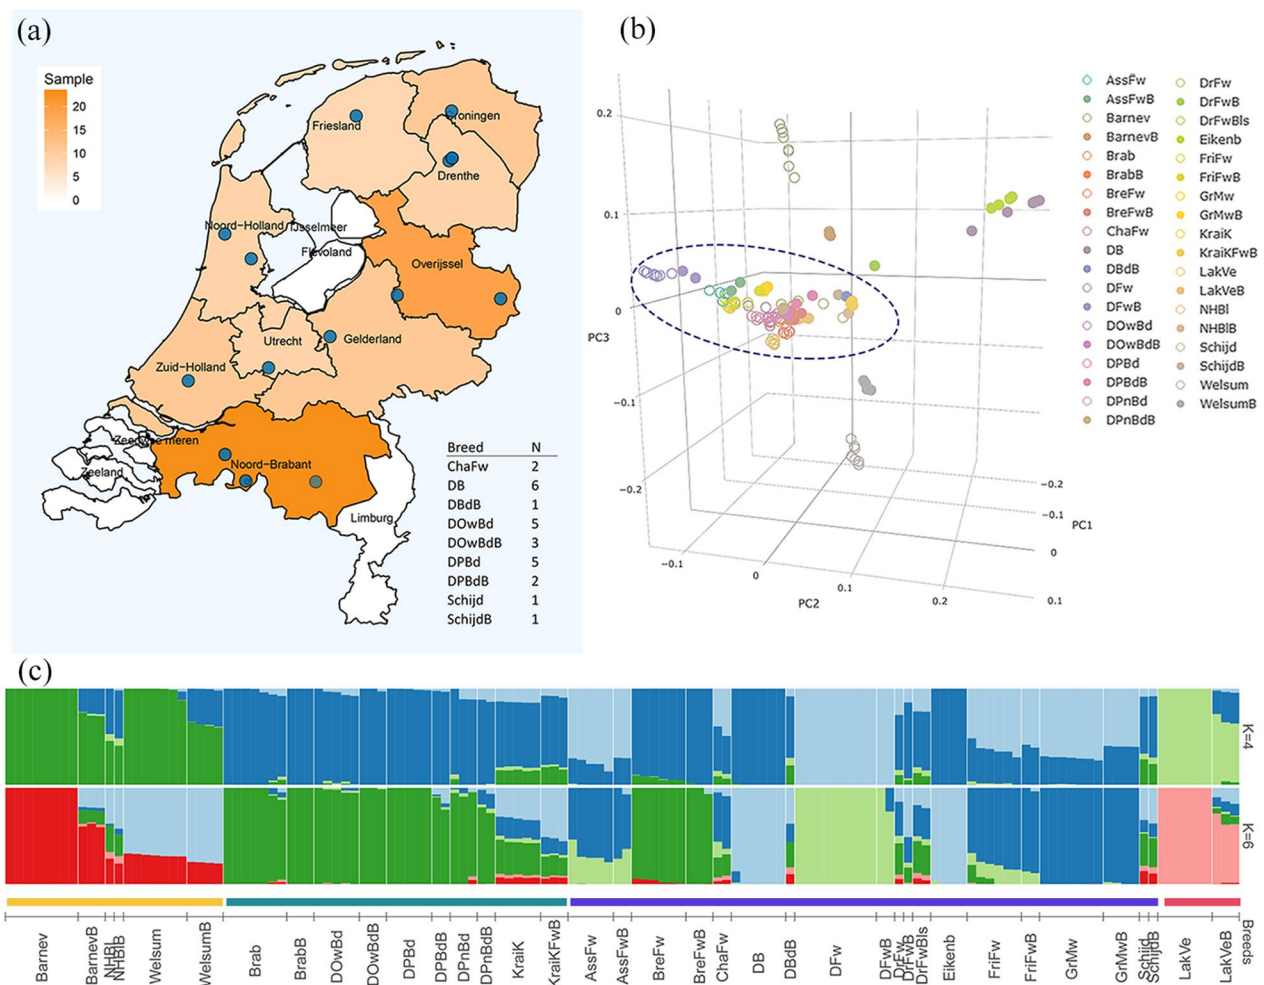 (a)
Sample
20
15
10
5
0
Friesland
Groningen
Drenthe
Noord-Holland
IJsselmeer
Flevoland
Overijssel
Utrecht
Gelderland
Zuid-Holland
Zeeuwse meren
Zeeland
Noord-Brabant
Limburg
Breed N
ChaFw 2
DB 6
DBdB 1
DOwBd 5
DOwBdB 3
DPBd 5
DPBdB 2
Schijd 1
SchijdB 1
(b)
0.2
0.1
0
−0.1
−0.2
PC3
−0.1
0
0.1
0.2
PC2
−0.2
−0.1
0
0.1
PC1
AssFw
AssFwB
Barnev
BarnevB
Brab
BrabB
BreFw
BreFwB
ChaFw
DB
DBdB
DFw
DFwB
DOwBd
DOwBdB
DPBd
DPBdB
DPnBd
DPnBdB
DrFw
DrFwB
DrFwBls
Eikenb
FriFw
FriFwB
GrMw
GrMwB
KraiK
KraiKFwB
LakVe
LakVeB
NHBl
NHBlB
Schijd
SchijdB
Welsum
WelsumB
(c)
K=4
K=6
Barnev
BarnevB
NHBl
NHBlB
Welsum
WelsumB
Brab
BrabB
DOwBd
DOwBdB
DPBd
DPBdB
DPnBd
DPnBdB
KraiK
KraiKFwB
AssFw
AssFwB
BreFw
BreFwB
ChaFw
DB
DBdB
DFw
DFwB
DrFw
DrFwB
DrFwBls
Eikenb
FriFw
FriFwB
GrMw
GrMwB
Schijd
SchijdB
LakVe
LakVeB
Breeds